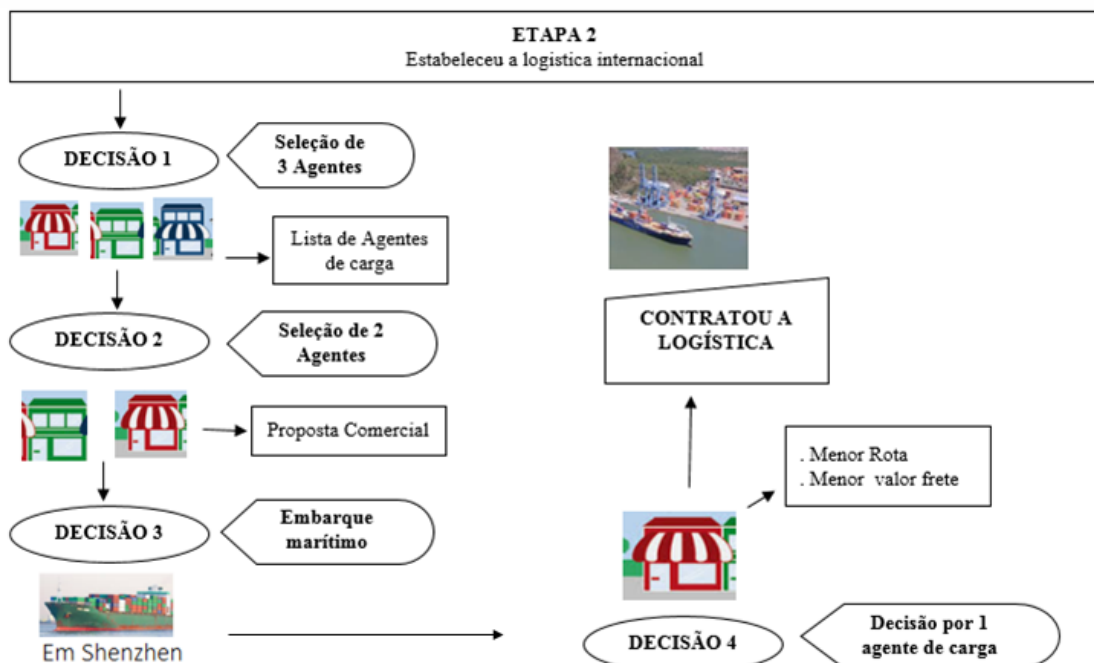 ETAPA 2
Estabeleceu a logistica internacional
DECISÃO 1
Seleção de
3 Agentes
Lista de Agentes
de carga
DECISÃO 2
Seleção de 2
Agentes
Proposta Comercial
DECISÃO 3
Embarque
marítimo
Em Shenzhen
CONTRATOU A
LOGÍSTICA
. Menor Rota
. Menor valor frete
DECISÃO 4
Decisão por 1
agente de carga